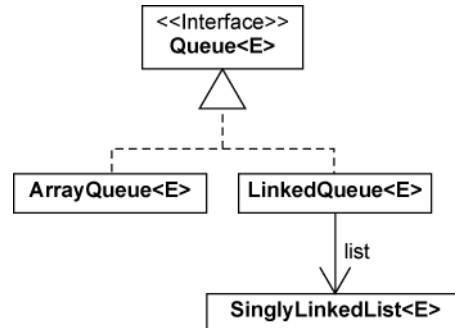 <<Interface>>
Queue<E>
ArrayQueue<E>
LinkedQueue<E>
list
SinglyLinkedList<E>